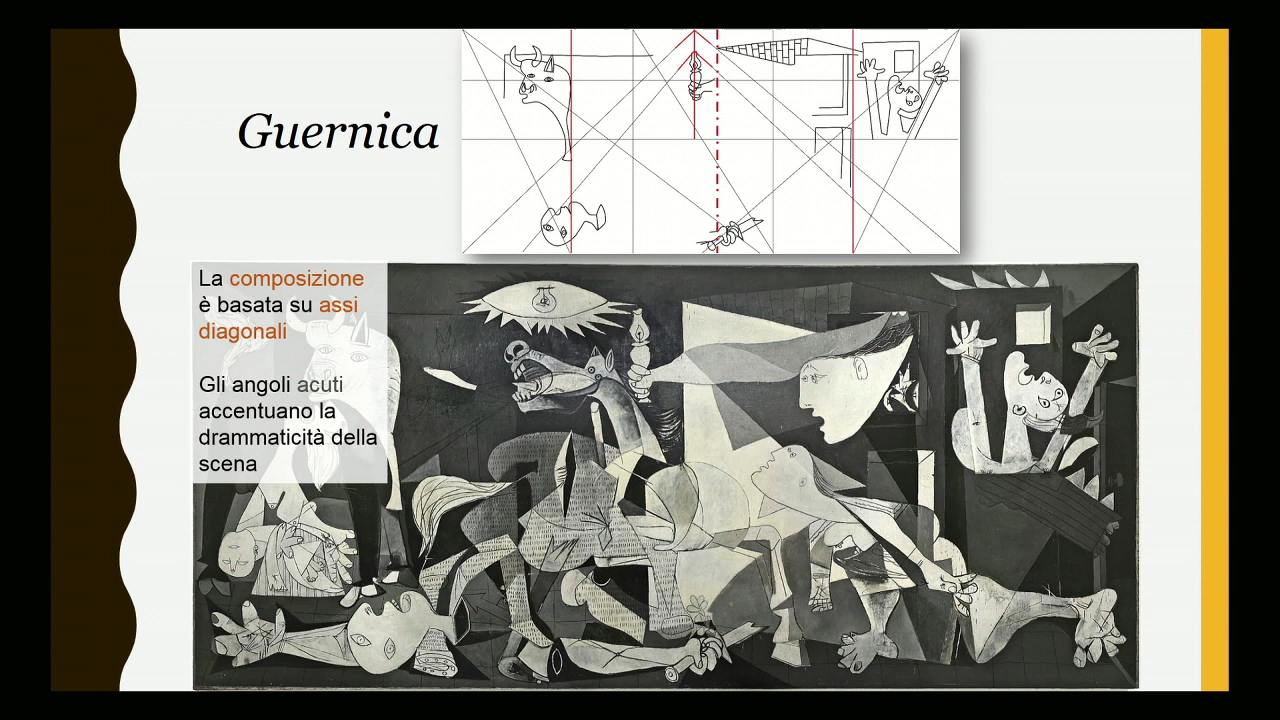 Guernica
La composizione
è basata su assi
diagonali
Gli angoli acuti
accentuano la
drammaticità della
scena